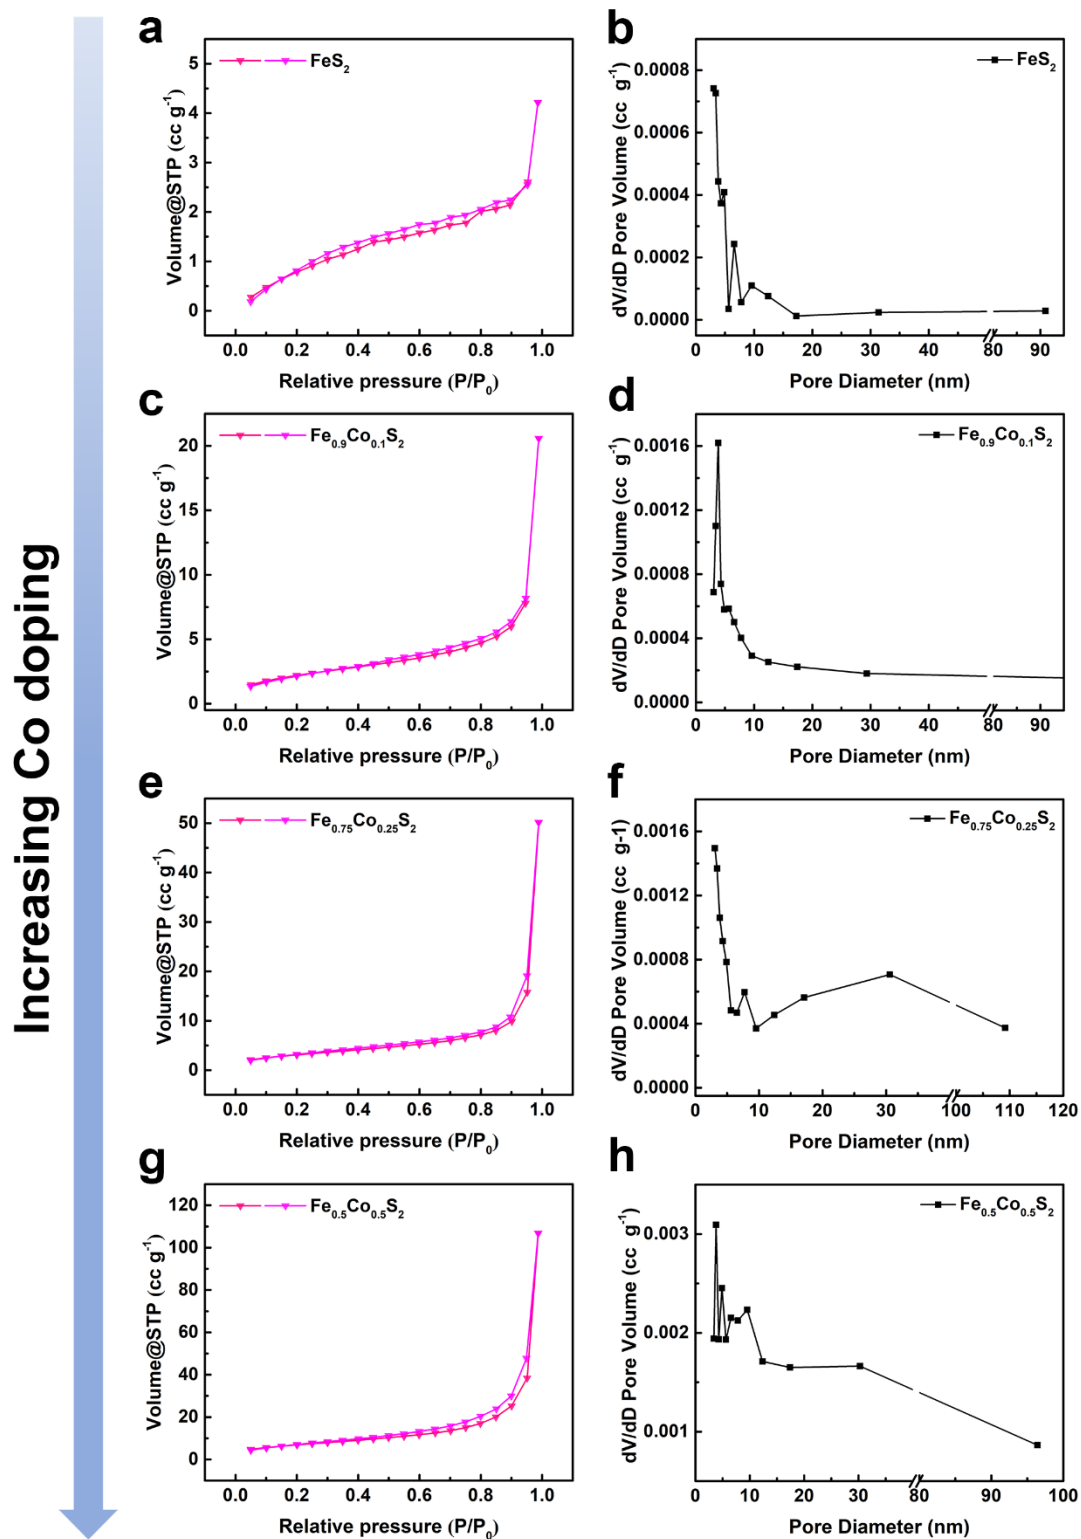 Increasing Co doping
a
FeS₂
Volume@STP (cc g⁻¹)
5
4
3
2
1
0
0.0 0.2 0.4 0.6 0.8 1.0
Relative pressure (P/P₀)
b
FeS₂
dV/dD Pore Volume (cc g⁻¹)
0.0008
0.0006
0.0004
0.0002
0.0000
0 10 20 30 40 50 80 90
Pore Diameter (nm)
c
Fe₀.₉Co₀.₁S₂
Volume@STP (cc g⁻¹)
20
15
10
5
0
0.0 0.2 0.4 0.6 0.8 1.0
Relative pressure (P/P₀)
d
Fe₀.₉Co₀.₁S₂
dV/dD Pore Volume (cc g⁻¹)
0.0016
0.0012
0.0008
0.0004
0.0000
0 10 20 30 40 50 80 90
Pore Diameter (nm)
e
Fe₀.₇₅Co₀.₂₅S₂
Volume@STP (cc g⁻¹)
50
40
30
20
10
0
0.0 0.2 0.4 0.6 0.8 1.0
Relative pressure (P/P₀)
f
Fe₀.₇₅Co₀.₂₅S₂
dV/dD Pore Volume (cc g-1)
0.0016
0.0012
0.0008
0.0004
0.0000
0 10 20 30 100 110 120
Pore Diameter (nm)
g
Fe₀.₅Co₀.₅S₂
Volume@STP (cc g⁻¹)
120
100
80
60
40
20
0
0.0 0.2 0.4 0.6 0.8 1.0
Relative pressure (P/P₀)
h
Fe₀.₅Co₀.₅S₂
dV/dD Pore Volume (cc g⁻¹)
0.003
0.002
0.001
0 10 20 30 80 90 100
Pore Diameter (nm)